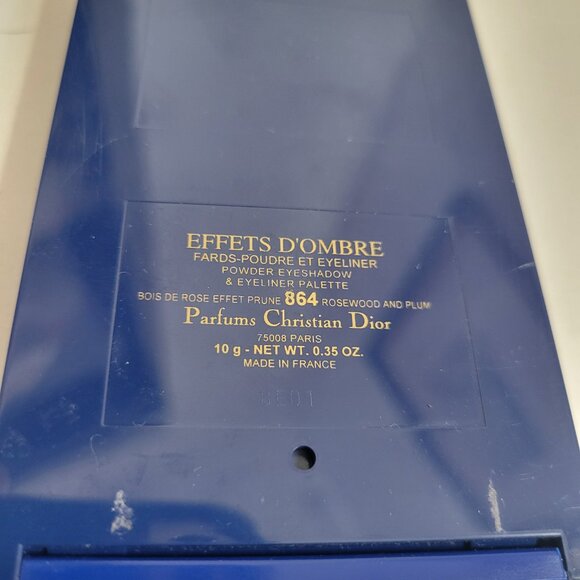 EFFETS D'OMBRE
FARDS-POUDRE ET EYELINER
POWDER EYESHADOW
& EYELINER PALETTE
BOIS DE ROSE EFFET PRUNE 864 ROSEWOOD AND PLUM
Parfums Christian Dior
75008 PARIS
10 g - NET WT. 0.35 OZ.
MADE IN FRANCE